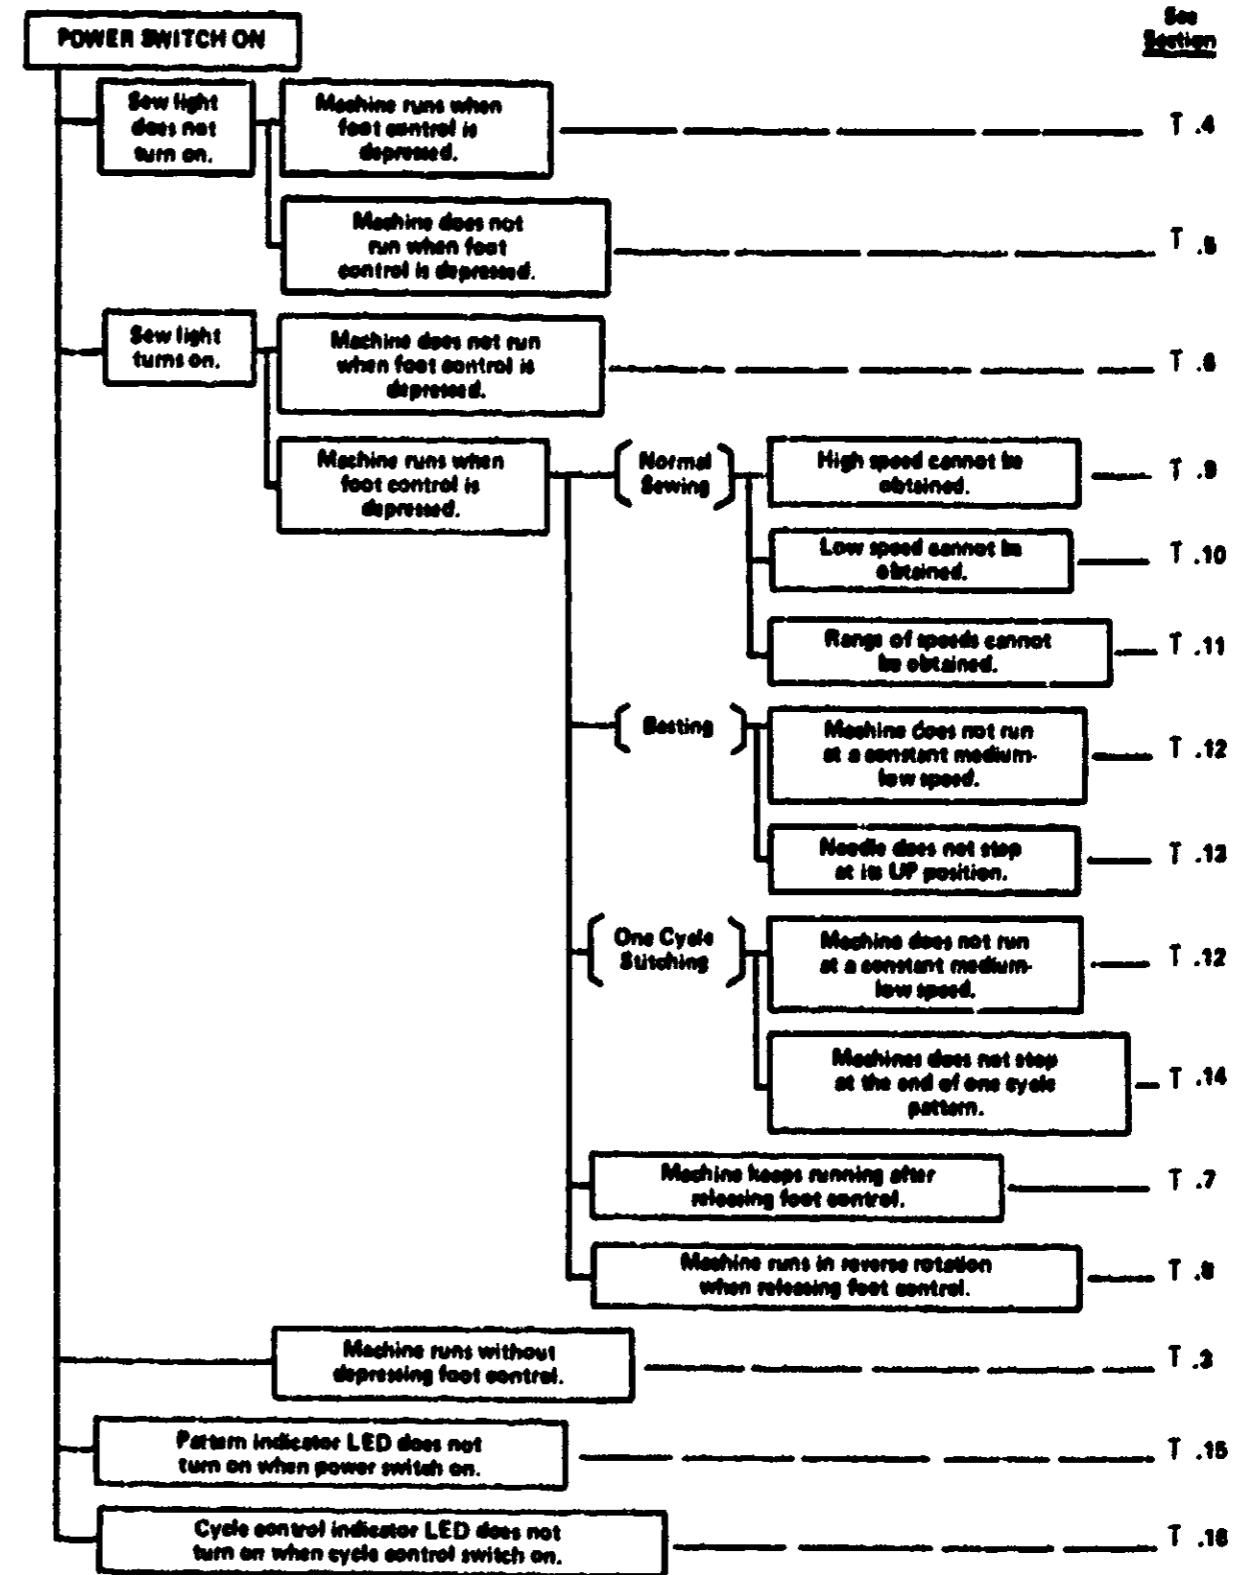 See
Section
POWER SWITCH ON
Sew light
does not
turn on.
Machine runs when
foot control is
depressed.
T .4
Machine does not
run when foot
control is depressed.
T .5
Sew light
turns on.
Machine does not run
when foot control is
depressed.
T .6
Machine runs when
foot control is
depressed.
Normal
Sewing
High speed cannot be
obtained.
T .9
Low speed cannot be
obtained.
T .10
Range of speeds cannot
be obtained.
T .11
Basting
Machine does not run
at a constant medium-
low speed.
T .12
Needle does not stop
at its UP position.
T .13
One Cycle
Stitching
Machine does not run
at a constant medium-
low speed.
T .12
Machines does not stop
at the end of one cycle
pattern.
T .14
Machine keeps running after
releasing foot control.
T .7
Machine runs in reverse rotation
when releasing foot control.
T .8
Machine runs without
depressing foot control.
T .3
Pattern indicator LED does not
turn on when power switch on.
T .15
Cycle control indicator LED does not
turn on when cycle control switch on.
T .16